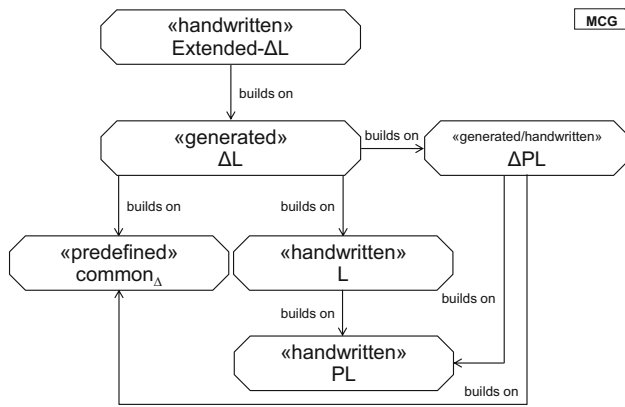 «handwritten»
Extended-ΔL
MCG
builds on
«generated»
ΔL
builds on
«generated/handwritten»
ΔPL
builds on
builds on
«predefined»
common_Δ
«handwritten»
L
builds on
builds on
«handwritten»
PL
builds on